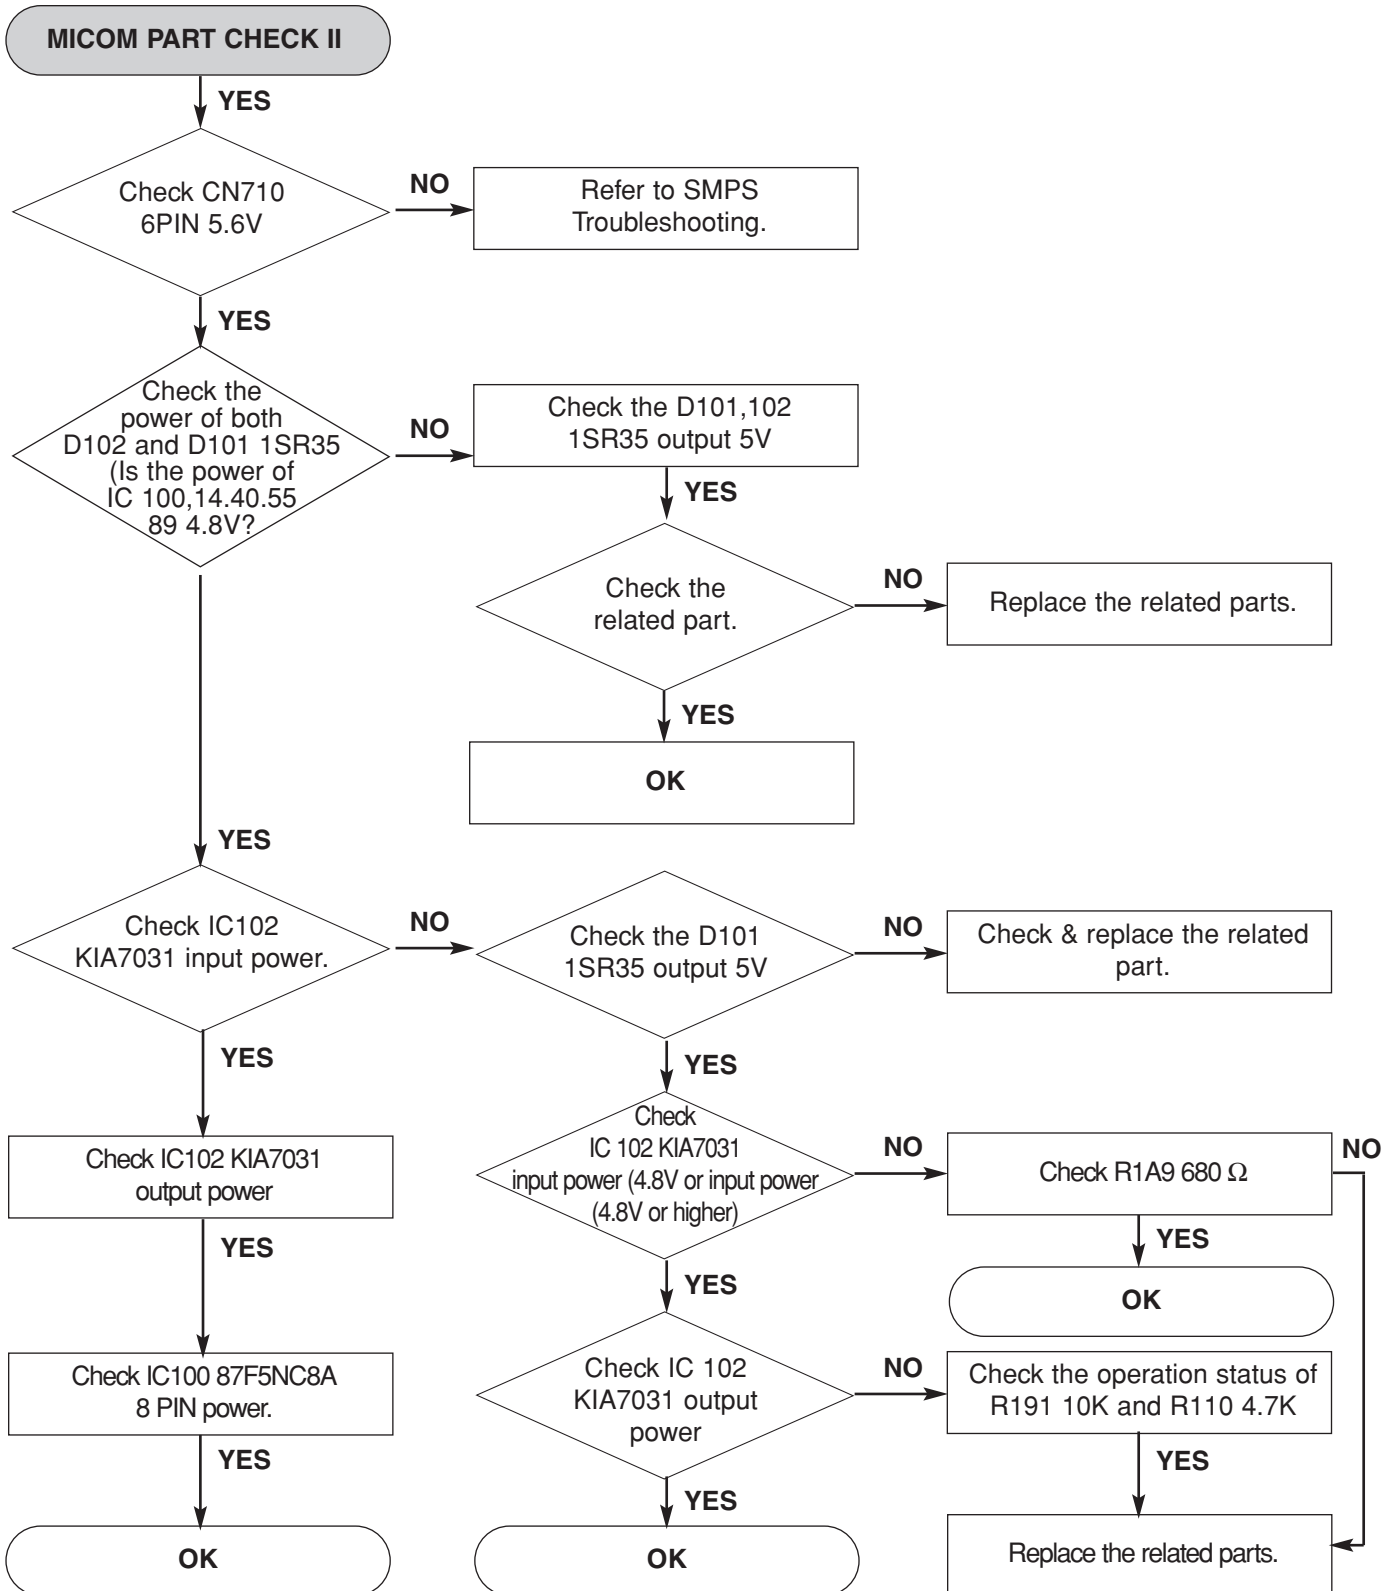 MICOM PART CHECK II
YES
Check CN710
6PIN 5.6V
NO
Refer to SMPS
Troubleshooting.
YES
Check the
power of both
D102 and D101 1SR35
(Is the power of
IC 100,14.40.55
89 4.8V?
NO
Check the D101,102
1SR35 output 5V
YES
Check the
related part.
NO
Replace the related parts.
YES
OK
YES
Check IC102
KIA7031 input power.
NO
Check the D101
1SR35 output 5V
NO
Check & replace the related
part.
YES
YES
Check IC102 KIA7031
output power
Check
IC 102 KIA7031
input power (4.8V or input power
(4.8V or higher)
NO
Check R1A9 680 Ω
NO
YES
OK
YES
YES
Check IC100 87F5NC8A
8 PIN power.
Check IC 102
KIA7031 output
power
NO
Check the operation status of
R191 10K and R110 4.7K
YES
YES
YES
OK
OK
Replace the related parts.